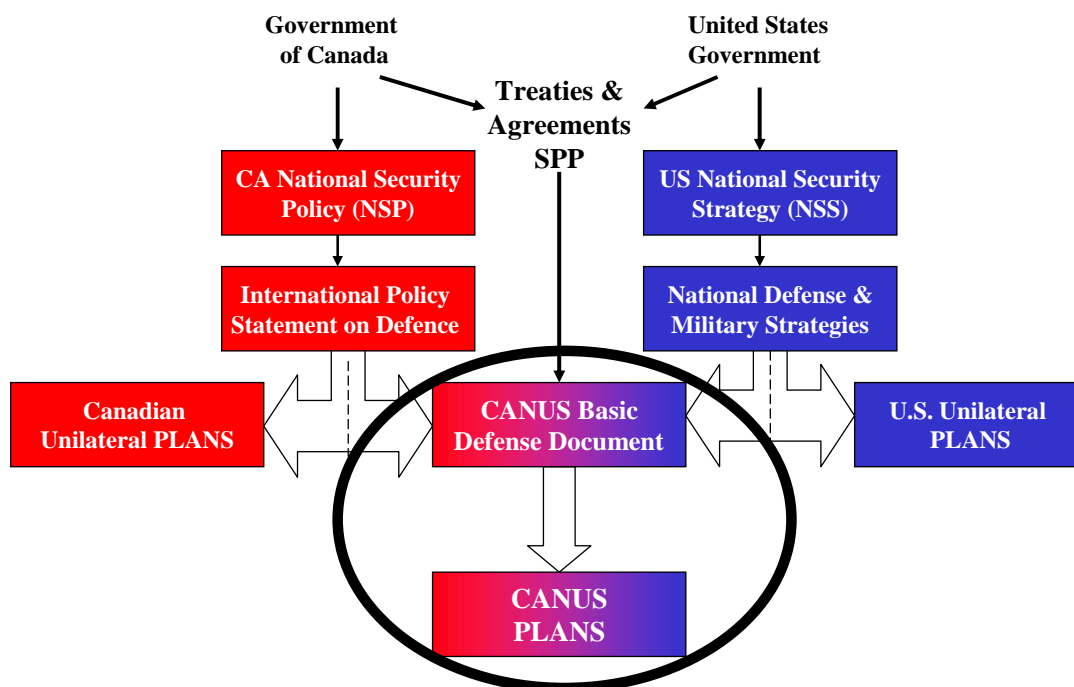 Government
of Canada
United States
Government
Treaties &
Agreements
SPP
CA National Security
Policy (NSP)
US National Security
Strategy (NSS)
International Policy
Statement on Defence
National Defense &
Military Strategies
Canadian
Unilateral PLANS
CANUS Basic
Defense Document
U.S. Unilateral
PLANS
CANUS
PLANS